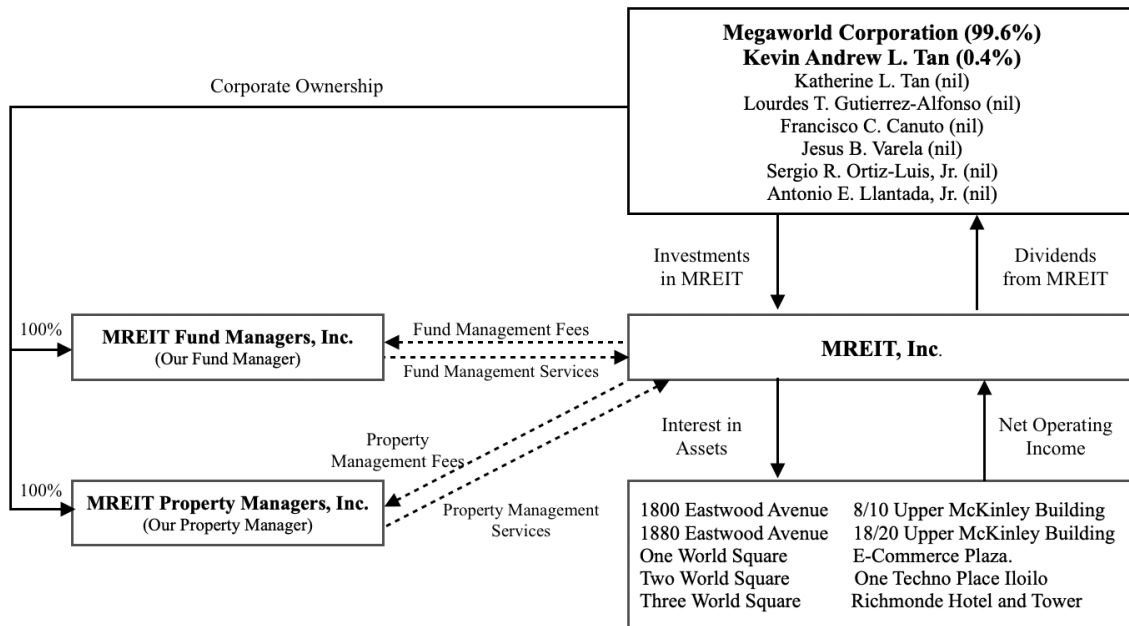 Megaworld Corporation (99.6%)
Kevin Andrew L. Tan (0.4%)
Katherine L. Tan (nil)
Lourdes T. Gutierrez-Alfonso (nil)
Francisco C. Canuto (nil)
Jesus B. Varela (nil)
Sergio R. Ortiz-Luis, Jr. (nil)
Antonio E. Llantada, Jr. (nil)
Corporate Ownership
Investments
in MREIT
Dividends
from MREIT
100%
MREIT Fund Managers, Inc.
(Our Fund Manager)
Fund Management Fees
Fund Management Services
MREIT, Inc.
Property
Management Fees
Interest in
Assets
Net Operating
Income
100%
MREIT Property Managers, Inc.
(Our Property Manager)
Property Management
Services
1800 Eastwood Avenue
1880 Eastwood Avenue
One World Square
Two World Square
Three World Square
8/10 Upper McKinley Building
18/20 Upper McKinley Building
E-Commerce Plaza.
One Techno Place Iloilo
Richmonde Hotel and Tower